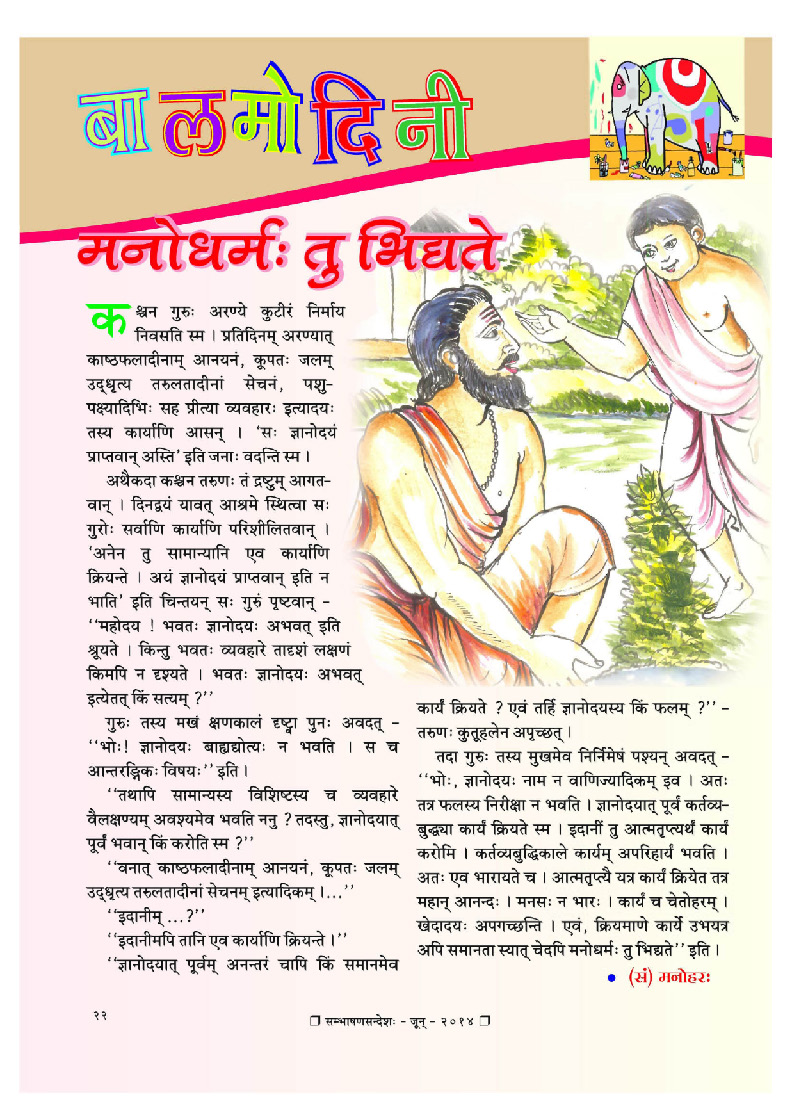 बालमोदिनी
मनोधर्मः तु भिद्यते
कश्चन गुरुः अरण्ये कुटीरं निर्माय
निवसति स्म । प्रतिदिनम् अरण्यात्
काष्ठफलादीनाम् आनयनं, कूपतः जलम्
उद्धृत्य तरुलतादीनां सेचनं, पशु-
पक्ष्यादिभिः सह प्रीत्या व्यवहारः इत्यादयः
तस्य कार्याणि आसन् । ‘सः ज्ञानोदयं
प्राप्तवान् अस्ति’ इति जनाः वदन्ति स्म ।
अथैकदा कश्चन तरुणः तं द्रष्टुम् आगत-
वान् । दिनद्वयं यावत् आश्रमे स्थित्वा सः
गुरोः सर्वाणि कार्याणि परिशीलितवान् ।
‘अनेन तु सामान्यानि एव कार्याणि
क्रियन्ते । अयं ज्ञानोदयं प्राप्तवान् इति न
भाति’ इति चिन्तयन् सः गुरुं पृष्टवान् -
‘‘महोदय ! भवतः ज्ञानोदयः अभवत् इति
श्रूयते । किन्तु भवतः व्यवहारे तादृशं लक्षणं
किमपि न दृश्यते । भवतः ज्ञानोदयः अभवत्
इत्येतत् किं सत्यम् ?’’
गुरुः तस्य मखं क्षणकालं दृष्ट्वा पुनः अवदत् -
‘‘भोः! ज्ञानोदयः बाह्यद्योत्यः न भवति । स च
आन्तरङ्गिकः विषयः’’ इति ।
‘‘तथापि सामान्यस्य विशिष्टस्य च व्यवहारे
वैलक्षण्यम् अवश्यमेव भवति ननु ? तदस्तु, ज्ञानोदयात्
पूर्वं भवान् किं करोति स्म ?’’
‘‘वनात् काष्ठफलादीनाम् आनयनं, कूपतः जलम्
उद्धृत्य तरुलतादीनां सेचनम् इत्यादिकम् ।...’’
‘‘इदानीम् ...?’’
‘‘इदानीमपि तानि एव कार्याणि क्रियन्ते ।’’
‘‘ज्ञानोदयात् पूर्वम् अनन्तरं चापि किं समानमेव
कार्यं क्रियते ? एवं तर्हि ज्ञानोदयस्य किं फलम् ?’’ -
तरुणः कुतूहलेन अपृच्छत् ।
तदा गुरुः तस्य मुखमेव निर्निमेषं पश्यन् अवदत् -
‘‘भोः, ज्ञानोदयः नाम न वाणिज्यादिकम् इव । अतः
तत्र फलस्य निरीक्षा न भवति । ज्ञानोदयात् पूर्वं कर्तव्य-
बुद्ध्या कार्यं क्रियते स्म । इदानीं तु आत्मतृप्त्यर्थं कार्यं
करोमि । कर्तव्यबुद्धिकाले कार्यम् अपरिहार्यं भवति ।
अतः एव भारायते च । आत्मतृप्त्यै यत्र कार्यं क्रियेत तत्र
महान् आनन्दः । मनसः न भारः । कार्यं च चेतोहरम् ।
खेदादयः अपगच्छन्ति । एवं, क्रियमाणे कार्ये उभयत्र
अपि समानता स्यात् चेदपि मनोधर्मः तु भिद्यते’’ इति ।
● (सं) मनोहरः
२२
❐ सम्भाषणसन्देशः - जून् - २०१४ ❐